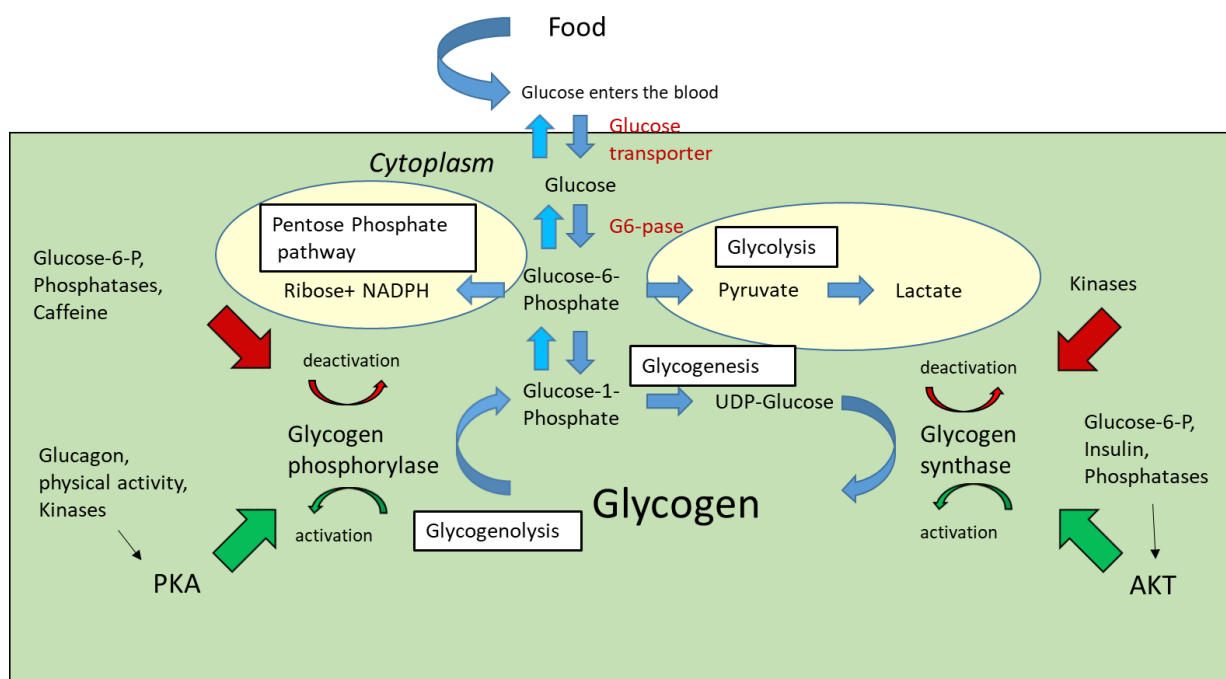 Food
Glucose enters the blood
Glucose
transporter
Cytoplasm
Glucose
G6-pase
Pentose Phosphate
pathway
Ribose+ NADPH
Glucose-6-
Phosphate
Glycolysis
Pyruvate
Lactate
Glucose-6-P,
Phosphatases,
Caffeine
Kinases
deactivation
Glycogen
phosphorylase
activation
Glucose-1-
Phosphate
Glycogenesis
UDP-Glucose
deactivation
Glycogen
synthase
activation
Glucose-6-P,
Insulin,
Phosphatases
Glucagon,
physical activity,
Kinases
Glycogen
Glycogenolysis
PKA
AKT